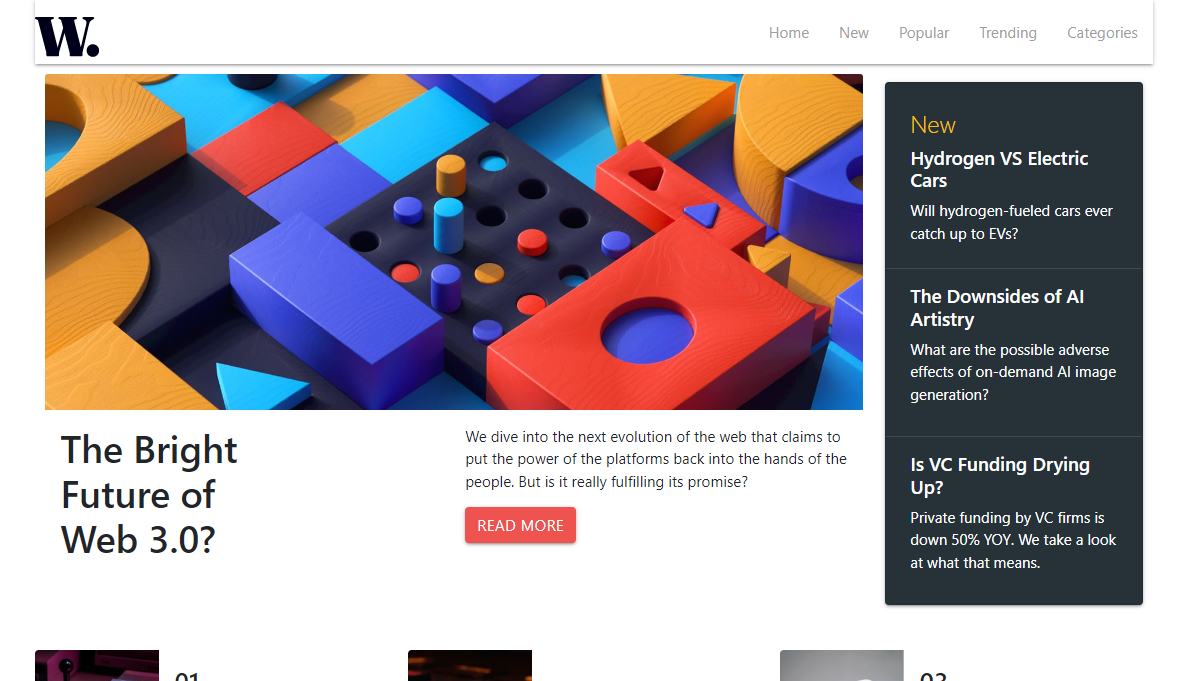 W.
Home New Popular Trending Categories
The Bright
Future of
Web 3.0?
We dive into the next evolution of the web that claims to
put the power of the platforms back into the hands of the
people. But is it really fulfilling its promise?
READ MORE
New
Hydrogen VS Electric
Cars
Will hydrogen-fueled cars ever
catch up to EVs?
The Downsides of AI
Artistry
What are the possible adverse
effects of on-demand AI image
generation?
Is VC Funding Drying
Up?
Private funding by VC firms is
down 50% YOY. We take a look
at what that means.
01